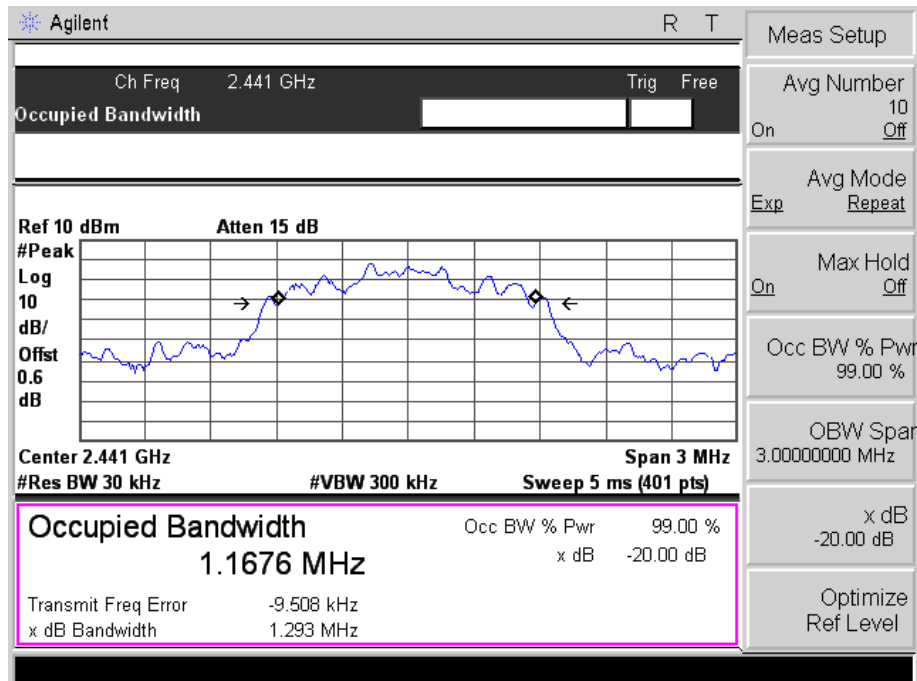 Agilent R T
Ch Freq 2.441 GHz Trig Free
Occupied Bandwidth
Ref 10 dBm Atten 15 dB
#Peak
Log
10
dB/
Offst
0.6
dB
Center 2.441 GHz Span 3 MHz
#Res BW 30 kHz #VBW 300 kHz Sweep 5 ms (401 pts)
Occupied Bandwidth Occ BW % Pwr 99.00 %
1.1676 MHz x dB -20.00 dB
Transmit Freq Error -9.508 kHz
x dB Bandwidth 1.293 MHz
Meas Setup
Avg Number
10
On Off
Avg Mode
Exp Repeat
Max Hold
On Off
Occ BW % Pwr
99.00 %
OBW Span
3.00000000 MHz
x dB
-20.00 dB
Optimize
Ref Level